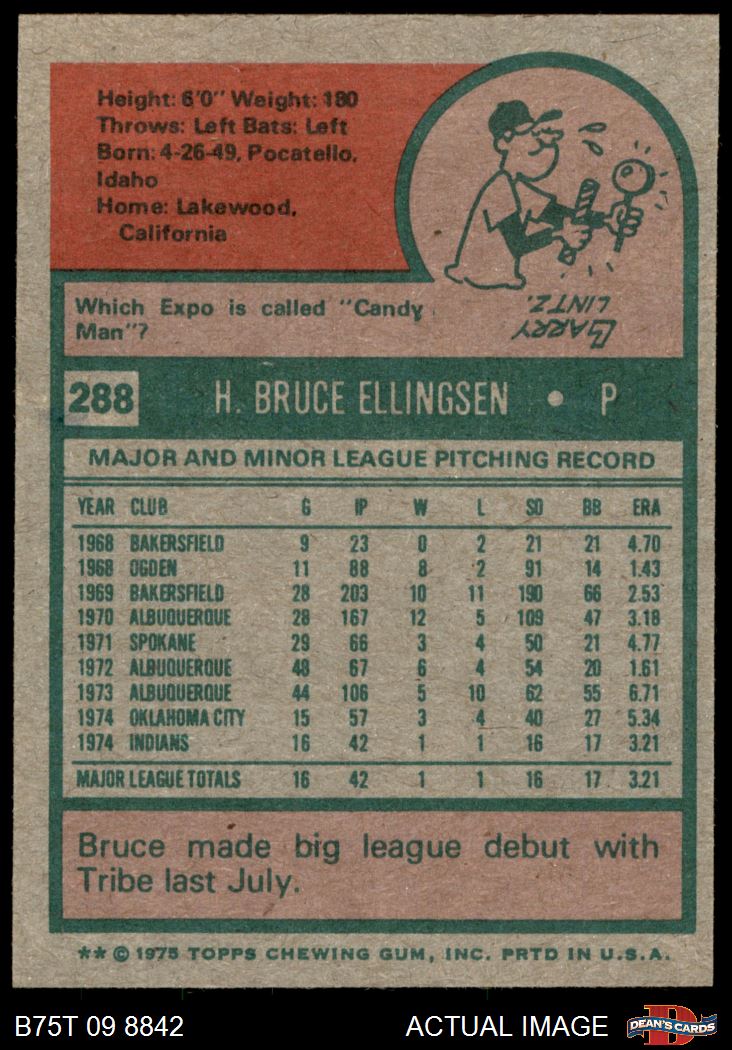 Height: 6'0" Weight: 180
Throws: Left Bats: Left
Born: 4-26-49, Pocatello,
Idaho
Home: Lakewood,
California
Which Expo is called "Candy
Man"?
BARRY
LINTZ.
288 H. BRUCE ELLINGSEN • P
MAJOR AND MINOR LEAGUE PITCHING RECORD
YEAR CLUB G IP W L SO BB ERA
1968 BAKERSFIELD 9 23 0 2 21 21 4.70
1968 OGDEN 11 88 8 2 91 14 1.43
1969 BAKERSFIELD 28 203 10 11 190 66 2.53
1970 ALBUQUERQUE 28 167 12 5 109 47 3.18
1971 SPOKANE 29 66 3 4 50 21 4.77
1972 ALBUQUERQUE 48 67 6 4 54 20 1.61
1973 ALBUQUERQUE 44 106 5 10 62 55 6.71
1974 OKLAHOMA CITY 15 57 3 4 40 27 5.34
1974 INDIANS 16 42 1 1 16 17 3.21
MAJOR LEAGUE TOTALS 16 42 1 1 16 17 3.21
Bruce made big league debut with
Tribe last July.
** © 1975 TOPPS CHEWING GUM, INC. PRTD IN U.S.A.
B75T 09 8842 ACTUAL IMAGE D DEAN'S CARDS